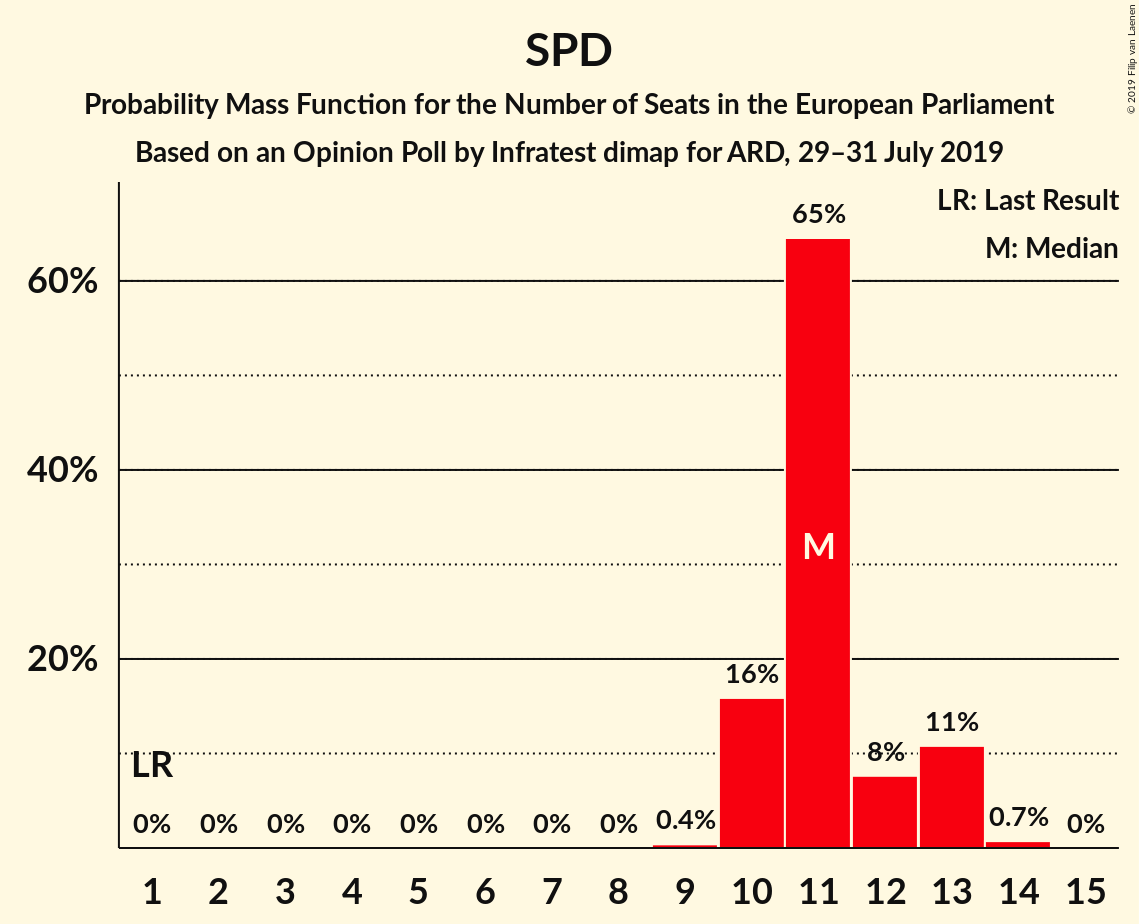 SPD
Probability Mass Function for the Number of Seats in the European Parliament
Based on an Opinion Poll by Infratest dimap for ARD, 29–31 July 2019
© 2019 Filip van Laenen
LR: Last Result
M: Median
65%
60%
40%
M
20%
16%
11%
8%
LR
0% 0% 0% 0% 0% 0% 0% 0% 0.4% 0.7% 0%
1 2 3 4 5 6 7 8 9 10 11 12 13 14 15